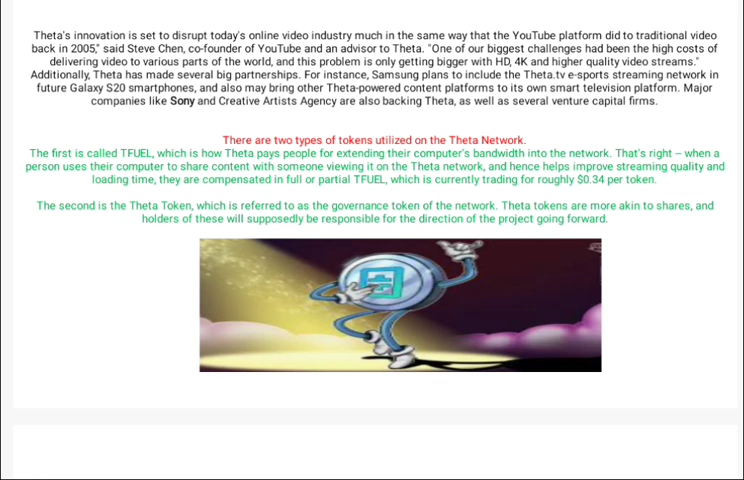 Theta's innovation is set to disrupt today's online video industry much in the same way that the YouTube platform did to traditional video
back in 2005," said Steve Chen, co-founder of YouTube and an advisor to Theta. "One of our biggest challenges had been the high costs of
delivering video to various parts of the world, and this problem is only getting bigger with HD, 4K and higher quality video streams."
Additionally, Theta has made several big partnerships. For instance, Samsung plans to include the Theta.tv e-sports streaming network in
future Galaxy S20 smartphones, and also may bring other Theta-powered content platforms to its own smart television platform. Major
companies like Sony and Creative Artists Agency are also backing Theta, as well as several venture capital firms.
There are two types of tokens utilized on the Theta Network.
The first is called TFUEL, which is how Theta pays people for extending their computer's bandwidth into the network. That's right – when a
person uses their computer to share content with someone viewing it on the Theta network, and hence helps improve streaming quality and
loading time, they are compensated in full or partial TFUEL, which is currently trading for roughly $0.34 per token.
The second is the Theta Token, which is referred to as the governance token of the network. Theta tokens are more akin to shares, and
holders of these will supposedly be responsible for the direction of the project going forward.